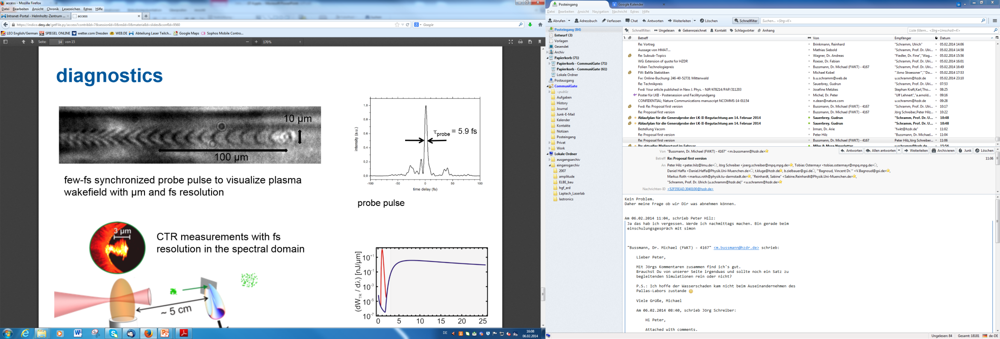 access - Mozilla Firefox
Datei Bearbeiten Ansicht Chronik Lesezeichen Extras Hilfe
Intranet-Portal - Helmholtz-Zentrum ...
access
https://indico.desy.de/getFile.py/access?contribId=7&sessionId=0&resId=0&materialId=slides&confId=9560
Google
LEO English/German SPIEGEL ONLINE wetter.com Dresden WEB.DE Abteilung Laser Teilch... Google Maps Sophos Mobile Contro...
Seite: 14 von 15
170%
diagnostics
10 µm
100 µm
few-fs synchronized probe pulse to visualize plasma
wakefield with µm and fs resolution
1,0
0,8
0,6
0,4
0,2
0,0
intensity (a.u.)
τprobe = 5.9 fs
-100 -50 0 50 100
time delay (fs)
probe pulse
3 µm
CTR measurements with fs
resolution in the spectral domain
~ 5 cm
(dWTR / dλ) [nJ/µm]
10+1
10-1
10-3
10-5
10-7
0 5 10 15 20 25
DE
16:08
06.02.2014
Posteingang
Google Kalender
31
Datei Bearbeiten Ansicht Navigation Nachricht Extras Hilfe
Abrufen Adressbuch Verfassen Chat Antworten Weiterleiten Löschen Schnellfilter Suchen... <Strg+K>
Posteingang (84)
Entwurf (3)
Vorlagen
Gesendet
Archiv
Papierkorb (71)
Papierkorb - CommuniGate (71)
Papierkorb - CommuniGate (61)
Lokale Ordner
Postausgang
CommuniGate
~public
Aufgaben
History
Journal
Junk-E-Mail
Kalender
Kontakte
Notizen
Posteingang
Privat
Work
Lokale Ordner
ausgangsarchiv
eingangsarchiv
2007
amplitude
ELBE_bau
hgf_ard
Laptech_Laserlab
lastronics
Schnellfilter: Ungelesen Gekennzeichnet Kontakt Schlagwörter Anhang Liste filtern... <Strg+Umschalt+K>
Betreff Von Empfänger Datum
Re: Vortrag Brinkmann, Reinhard "Schramm, Ulrich" 05.02.2014 14:06
Aussage von HMAT... Mathias Siebold "Schramm, Prof. Dr. Ulri... 05.02.2014 14:58
Re: Subsub-Topics Wagner, Dr. Andreas "Fiedler, Dr. Fine","Wag... 05.02.2014 15:56
WG: Extension of quote for HZDR Roeser, Dr. Fabian "Schramm, Prof. Dr. Ulri... 05.02.2014 16:01
Folien Technologiepreis Bussmann, Dr. Michael (FWKT) - 4167 "Schramm, Prof. Dr. Ulri... 05.02.2014 16:49
FW: BaMa Statistiken Michael Kobel "'Arno Straessner'","'Do... 05.02.2014 17:53
Fw: Online-Buchung: 246-40-52731 Mittenwald b.u.schramm@web.de u.schramm@hzdr.de 05.02.2014 23:10
Re: Technikpreis Sauerbrey, Gudrun "Schramm, Prof. Dr. Ulri... 07:53
Fwd: Your article published in New J. Phys. - NJP/478214/PAP/311203 Josefine Metzkes Stephan Kraft,Karl,Tho... 08:25
Poster für LKII - Postersession und Facilityrundgang Michel, Dr. Peter "Ulf Lehnert","a.arnold... 09:16
CONFIDENTIAL; Nature Communications manuscript NCOMMS-14-01154 n.dean@nature.com u.schramm@hzdr.de 09:28
Fwd: Re: Proposal first version Bussmann, Dr. Michael (FWKT) - 4167 "Schramm, Prof. Dr. Ulri... 10:17
Re: Proposal first version Bussmann, Dr. Michael (FWKT) - 4167 Jörg Schreiber,Peter Hilz... 10:22
Ablaufplan für die Generalprobe der LK-II-Begutachtung am 14. Februar 2014 Sauerbrey, Gudrun "Schramm, Prof. Dr. U... 10:48
Ablaufplan für die Generalprobe der LK-II-Begutachtung am 14. Februar 2014 Sauerbrey, Gudrun "Schramm, Prof. Dr. U... 10:48
Bestellung Vacom Irman, Dr. Arie "fwkt@hzdr.de" 11:02
Re: Proposal first version Peter Hilz "Bussmann, Dr. Michael... 11:04
Re: Proposal first version Bussmann, Dr. Michael (FWKT) - 4167 Peter Hilz,Jörg Schreiber... 11:06
Ihr aktueller Meilenstand im Februar Miles & More Newsletter u.schramm@hzdr.de 15:56
Von "Bussmann, Dr. Michael (FWKT) - 4167" <m.bussmann@hzdr.de>
Antworten Allen antworten Weiterleiten Archivieren Junk Löschen
Betreff Re: Proposal first version 11:06
An Peter Hilz <peter.hilz@lmu.de>, Jörg Schreiber <joerg.schreiber@mpq.mpg.de>, Tobias Ostermayr <tobias.ostermayr@mpq.mpg.de>,
Daniel Haffa <Daniel.Haffa@Physik.Uni-Muenchen.de>, t.kluge@hzdr.de, b.zielbauer@gsi.de, "'Bagnoud, Vincent Dr.'" <V.Bagnoud@gsi.de>,
Markus Roth <markus.roth@physik.tu-darmstadt.de>, "Reinhardt, Sabine" <Sabine.Reinhardt@Physik.Uni-Muenchen.de>,
"Schramm, Prof. Dr. Ulrich (u.schramm@hzdr.de)" <u.schramm@hzdr.de>
Nachrichten-ID <52F35EAD.3040100@hzdr.de>
Kein Problem.
Daher meine Frage ob wir Dir was abnehmen können.
Am 06.02.2014 11:04, schrieb Peter Hilz:
Ja das hab ich vergessen. Werde ich nachmittags machen. Bin gerade beim
einschulungsgespräch mit simon
"Bussmann, Dr. Michael (FWKT) - 4167" <m.bussmann@hzdr.de> schrieb:
Lieber Peter,
Mit Jörgs Kommentaren zusammen find ich's gut.
Brauchst Du von unserer Seite irgendwas und sollte noch ein Satz zu
begleitenden Simulationen rein oder nicht?
P.S.: Ich hoffe der Wasserschaden kam nicht beim Auseinandernehmen des
Pallas-Labors zustande
Viele Grüße, Michael
Am 06.02.2014 08:40, schrieb Jörg Schreiber:
Hi Peter,
Attached with comments.
Ungelesen: 84 Gesamt: 18181 de-DE